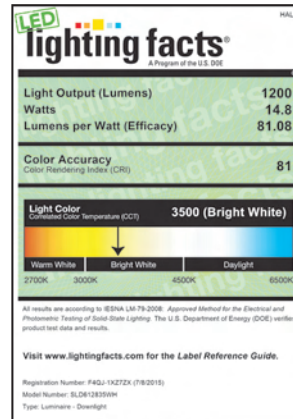 HAL
LED
lighting facts®
A Program of the U.S. DOE
Light Output (Lumens) 1200
Watts 14.8
Lumens per Watt (Efficacy) 81.08
Color Accuracy
Color Rendering Index (CRI) 81
Light Color
Correlated Color Temperature (CCT) 3500 (Bright White)
Warm White Bright White Daylight
2700K 3000K 4500K 6500K
All results are according to IESNA LM-79-2008: Approved Method for the Electrical and
Photometric Testing of Solid-State Lighting. The U.S. Department of Energy (DOE) verifies
product test data and results.
Visit www.lightingfacts.com for the Label Reference Guide.
Registration Number: F4QJ-1XZ7ZX (7/8/2015)
Model Number: SLD612835WH
Type: Luminaire - Downlight